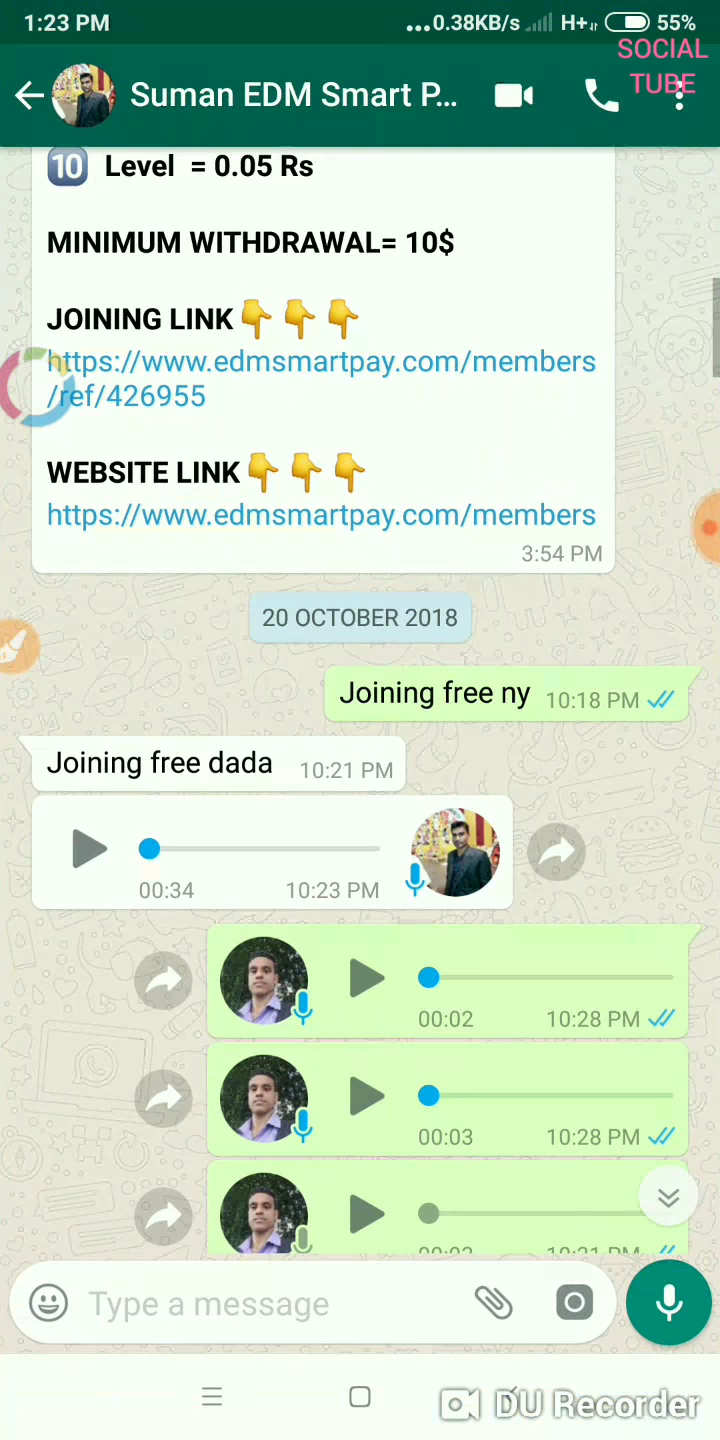 1:23 PM ...0.38KB/s H+ 55%
SOCIAL
TUBE
Suman EDM Smart P...
10 Level = 0.05 Rs
MINIMUM WITHDRAWAL= 10$
JOINING LINK👇👇👇
https://www.edmsmartpay.com/members
/ref/426955
WEBSITE LINK👇👇👇
https://www.edmsmartpay.com/members
3:54 PM
20 OCTOBER 2018
Joining free ny 10:18 PM
Joining free dada 10:21 PM
00:34 10:23 PM
00:02 10:28 PM
00:03 10:28 PM
Type a message
DU Recorder